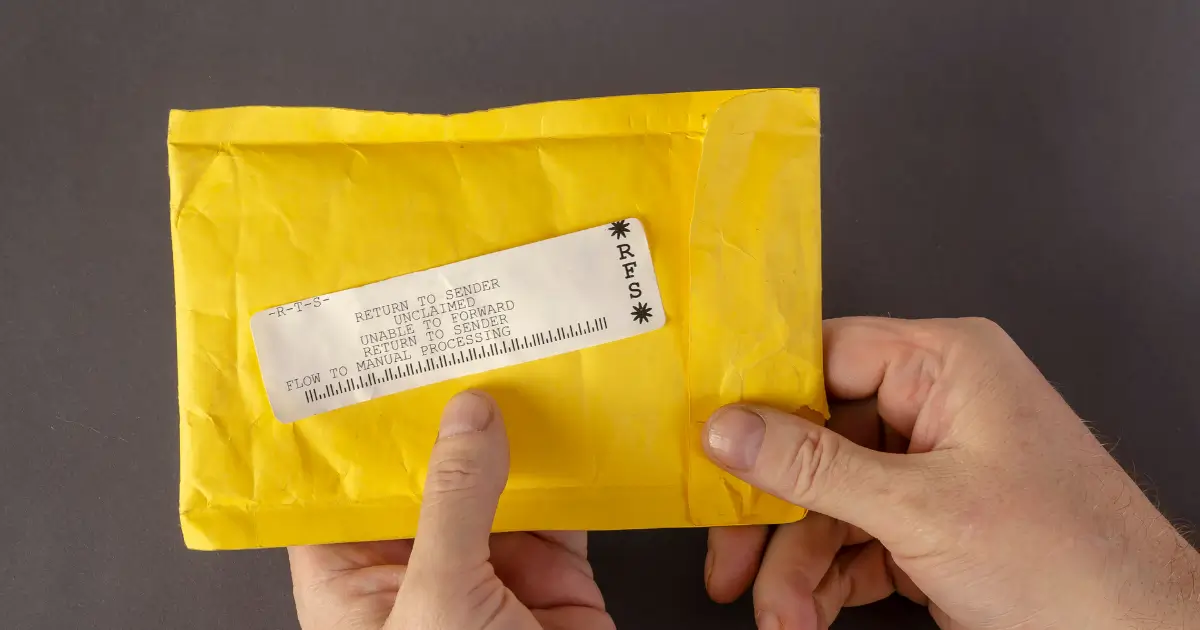 -R-T-S-
RETURN TO SENDER
UNCLAIMED
UNABLE TO FORWARD
RETURN TO SENDER
FLOW TO MANUAL PROCESSING
*RFS*